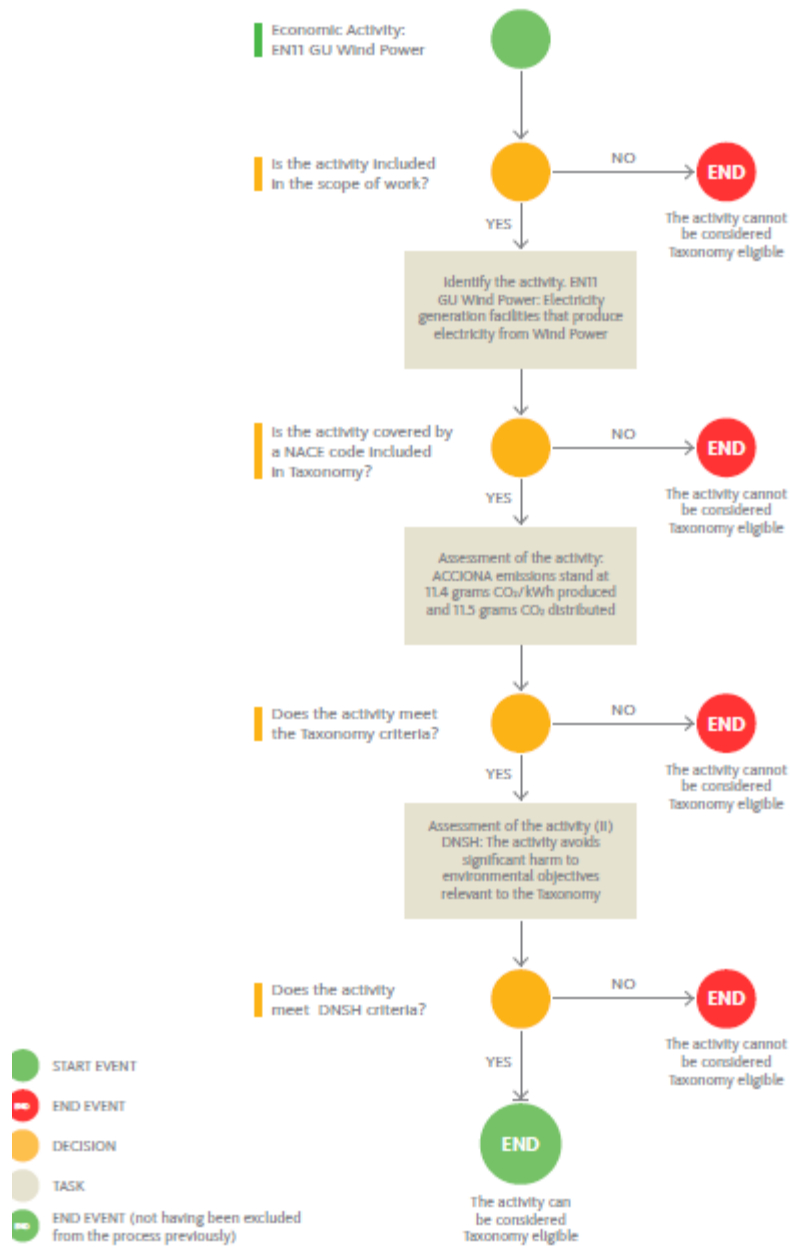 Economic Activity:
EN11 GU Wind Power
Is the activity included
in the scope of work?
NO
END
The activity cannot
be considered
Taxonomy eligible
YES
Identify the activity. EN11
GU Wind Power: Electricity
generation facilities that produce
electricity from Wind Power
Is the activity covered by
a NACE code included
in Taxonomy?
NO
END
The activity cannot
be considered
Taxonomy eligible
YES
Assessment of the activity:
ACCIONA emissions stand at
11.4 grams CO₂/kWh produced
and 11.5 grams CO₂ distributed
Does the activity meet
the Taxonomy criteria?
NO
END
The activity cannot
be considered
Taxonomy eligible
YES
Assessment of the activity (II)
DNSH: The activity avoids
significant harm to
environmental objectives
relevant to the Taxonomy
Does the activity
meet DNSH criteria?
NO
END
The activity cannot
be considered
Taxonomy eligible
YES
END
The activity can
be considered
Taxonomy eligible
START EVENT
END
END EVENT
DECISION
TASK
END
END EVENT (not having been excluded
from the process previously)